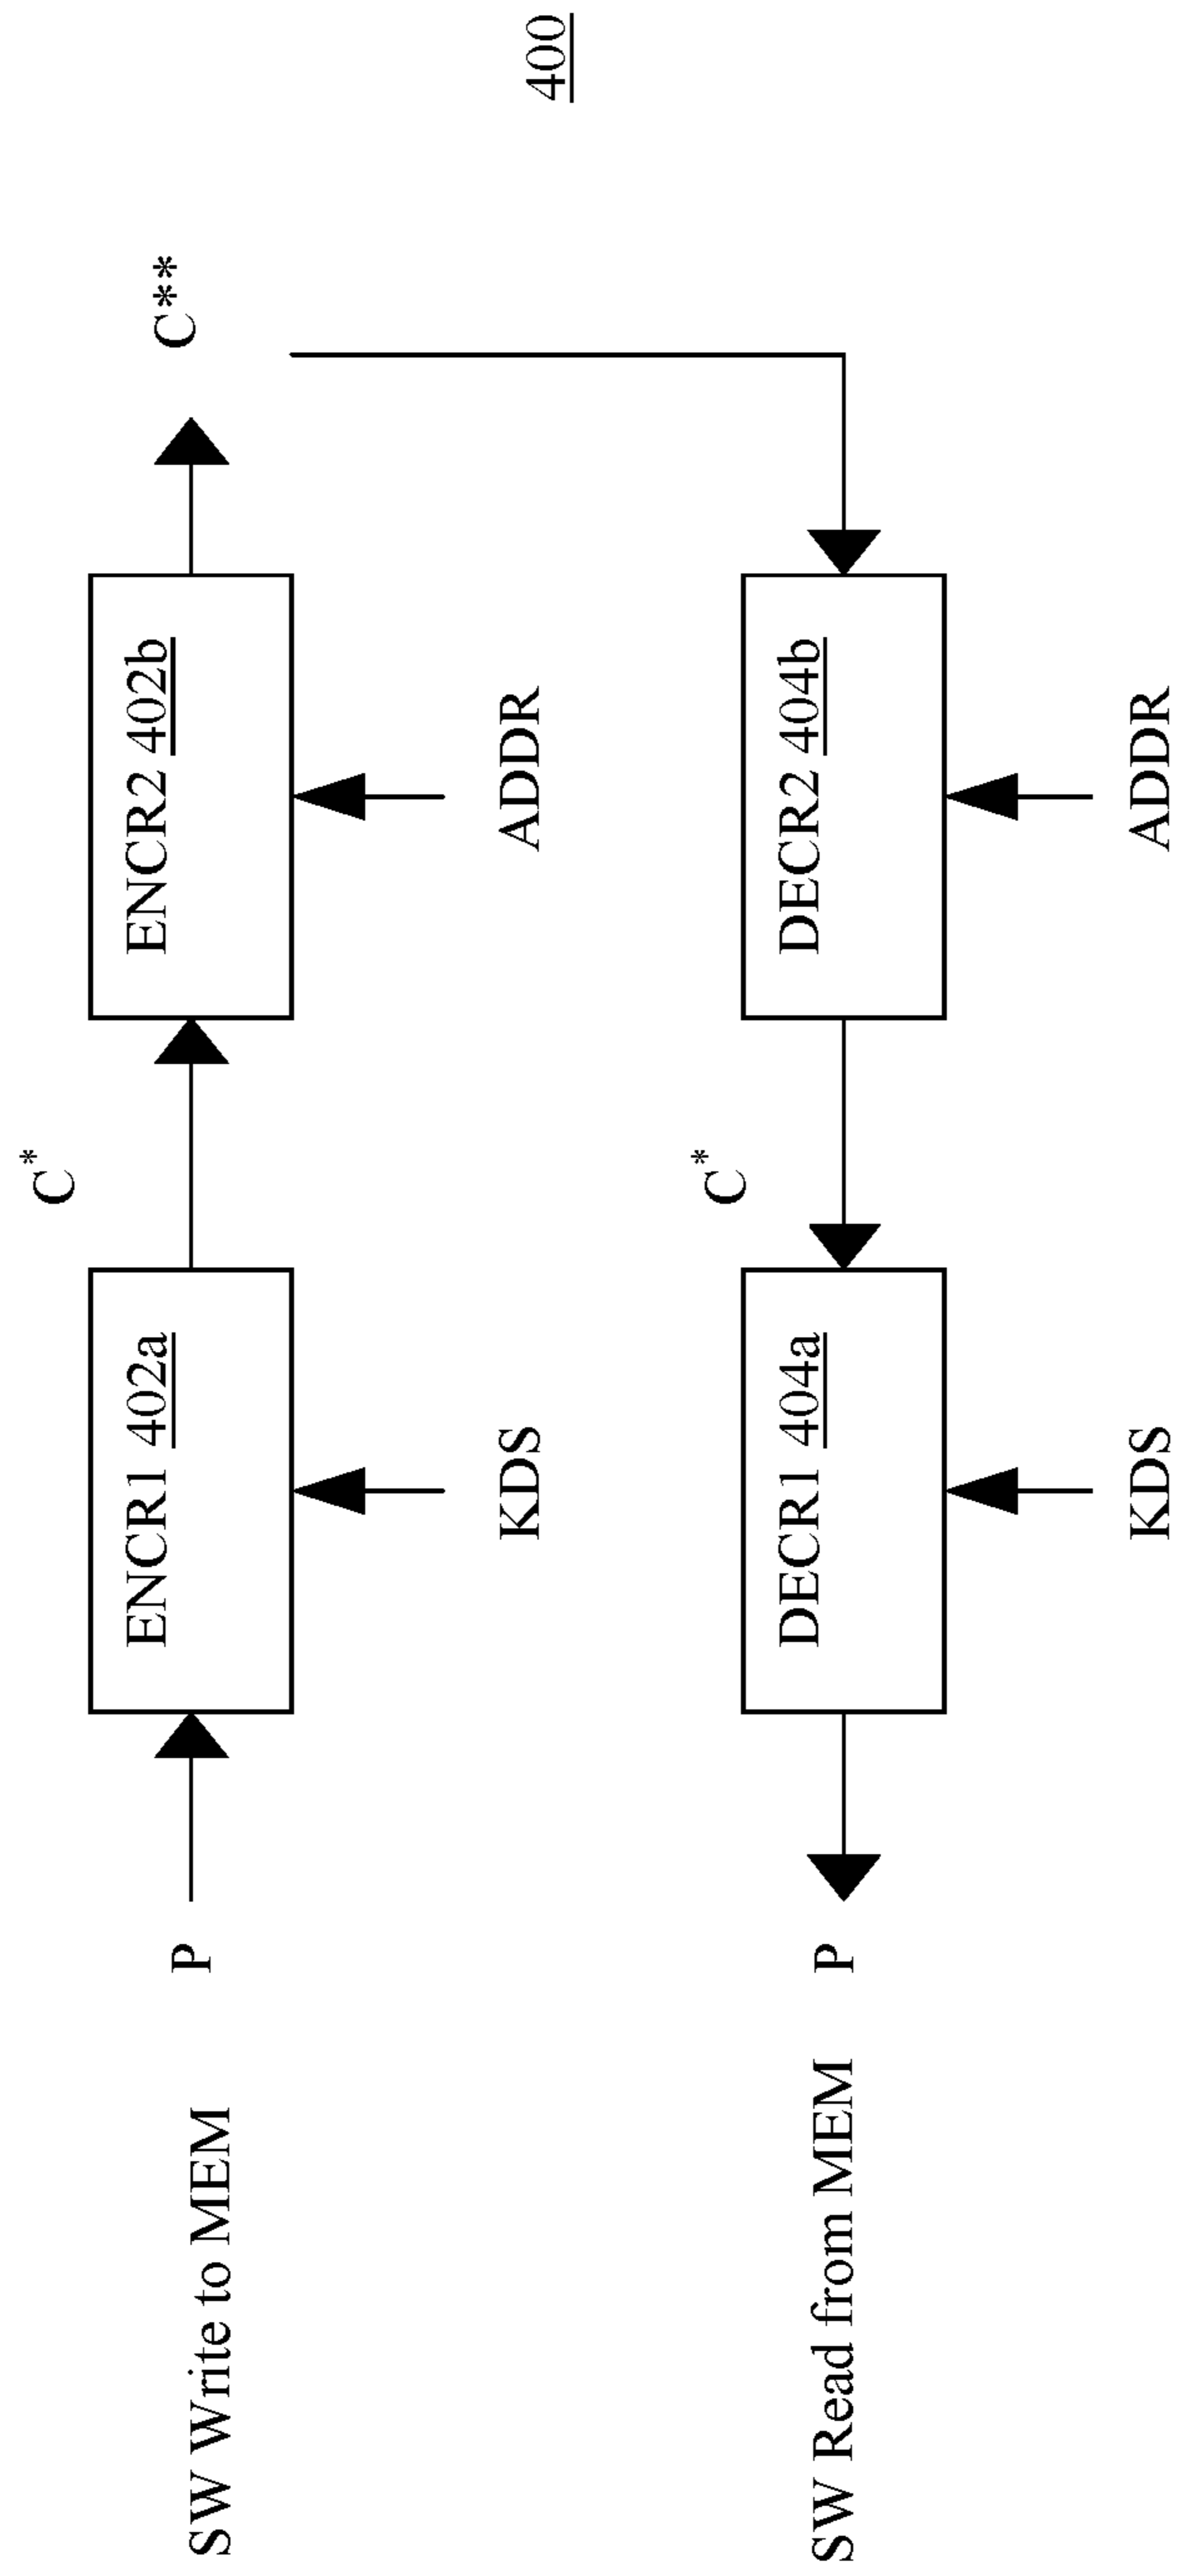 SW Write to MEM
P
ENCR1 402a
KDS
C*
ENCR2 402b
ADDR
C**
SW Read from MEM
P
DECR1 404a
KDS
C*
DECR2 404b
ADDR
400